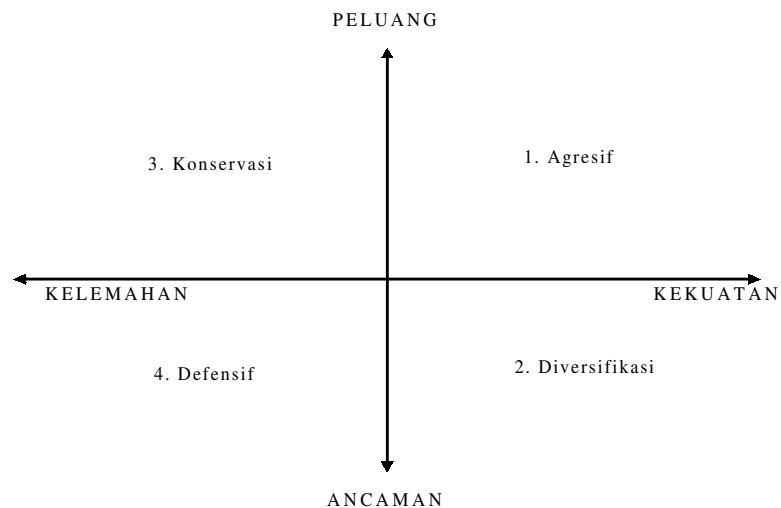 PELUANG
3. Konservasi
1. Agresif
KELEMAHAN
KEKUATAN
4. Defensif
2. Diversifikasi
ANCAMAN